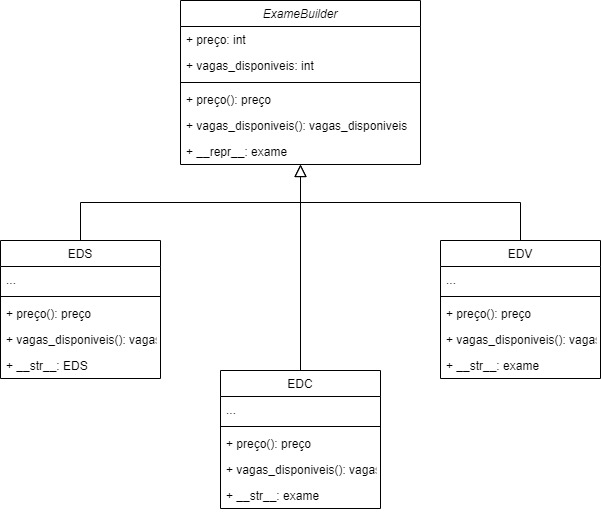 ExameBuilder
+ preço: int
+ vagas_disponiveis: int
+ preço(): preço
+ vagas_disponiveis(): vagas_disponiveis
+ __repr__: exame
EDS
...
+ preço(): preço
+ vagas_disponiveis(): vagas
+ __str__: EDS
EDV
...
+ preço(): preço
+ vagas_disponiveis(): vagas
+ __str__: exame
EDC
...
+ preço(): preço
+ vagas_disponiveis(): vagas
+ __str__: exame